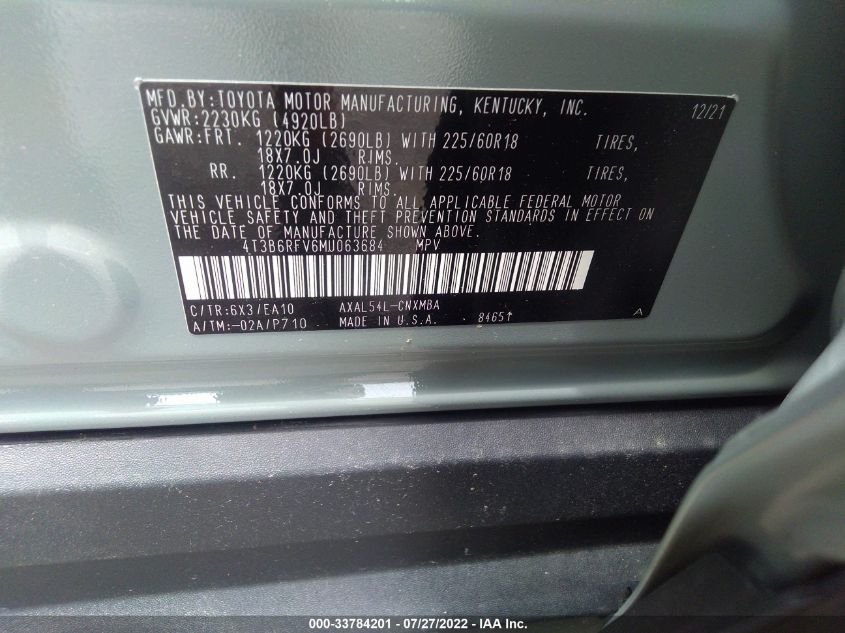 MFD.BY:TOYOTA MOTOR MANUFACTURING, KENTUCKY, INC. 12/21
GVWR:2230KG (4920LB)
GAWR:FRT. 1220KG (2690LB) WITH 225/60R18 TIRES,
18X7.0J RIMS.
RR. 1220KG (2690LB) WITH 225/60R18 TIRES,
18X7.0J RIMS.
THIS VEHICLE CONFORMS TO ALL APPLICABLE FEDERAL MOTOR
VEHICLE SAFETY AND THEFT PREVENTION STANDARDS IN EFFECT ON
THE DATE OF MANUFACTURE SHOWN ABOVE.
4T3B6RFV6MU063684 MPV
C/TR:6X3/EA10 AXAL54L-CNXMBA
A/TM:-02A/P710 MADE IN U.S.A. 8465↑ A
000-33784201 - 07/27/2022 - IAA Inc.